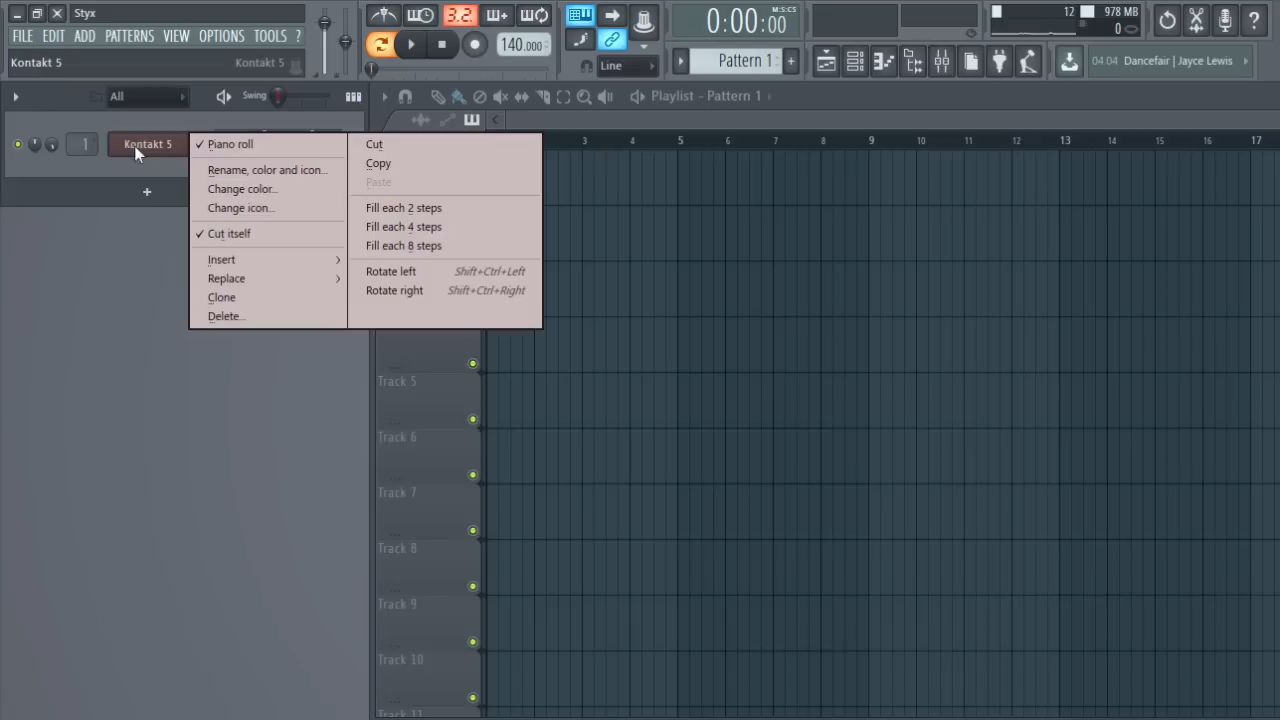 Styx
FILE EDIT ADD PATTERNS VIEW OPTIONS TOOLS ?
Kontakt 5 Kontakt 5
3.2.
140.000
Line
0:00:00
M:S:CS
Pattern 1
12 978 MB
0
04.04 Dancefair | Jayce Lewis
All
Swing
Playlist - Pattern 1
1 Kontakt 5
Piano roll
Rename, color and icon...
Change color...
Change icon...
Cut itself
Insert
Replace
Clone
Delete...
Cut
Copy
Paste
Fill each 2 steps
Fill each 4 steps
Fill each 8 steps
Rotate left Shift+Ctrl+Left
Rotate right Shift+Ctrl+Right
3 4 5 6 7 8 9 10 11 12 13 14 15 16 17
Track 5
Track 6
Track 7
Track 8
Track 9
Track 10
Track 11